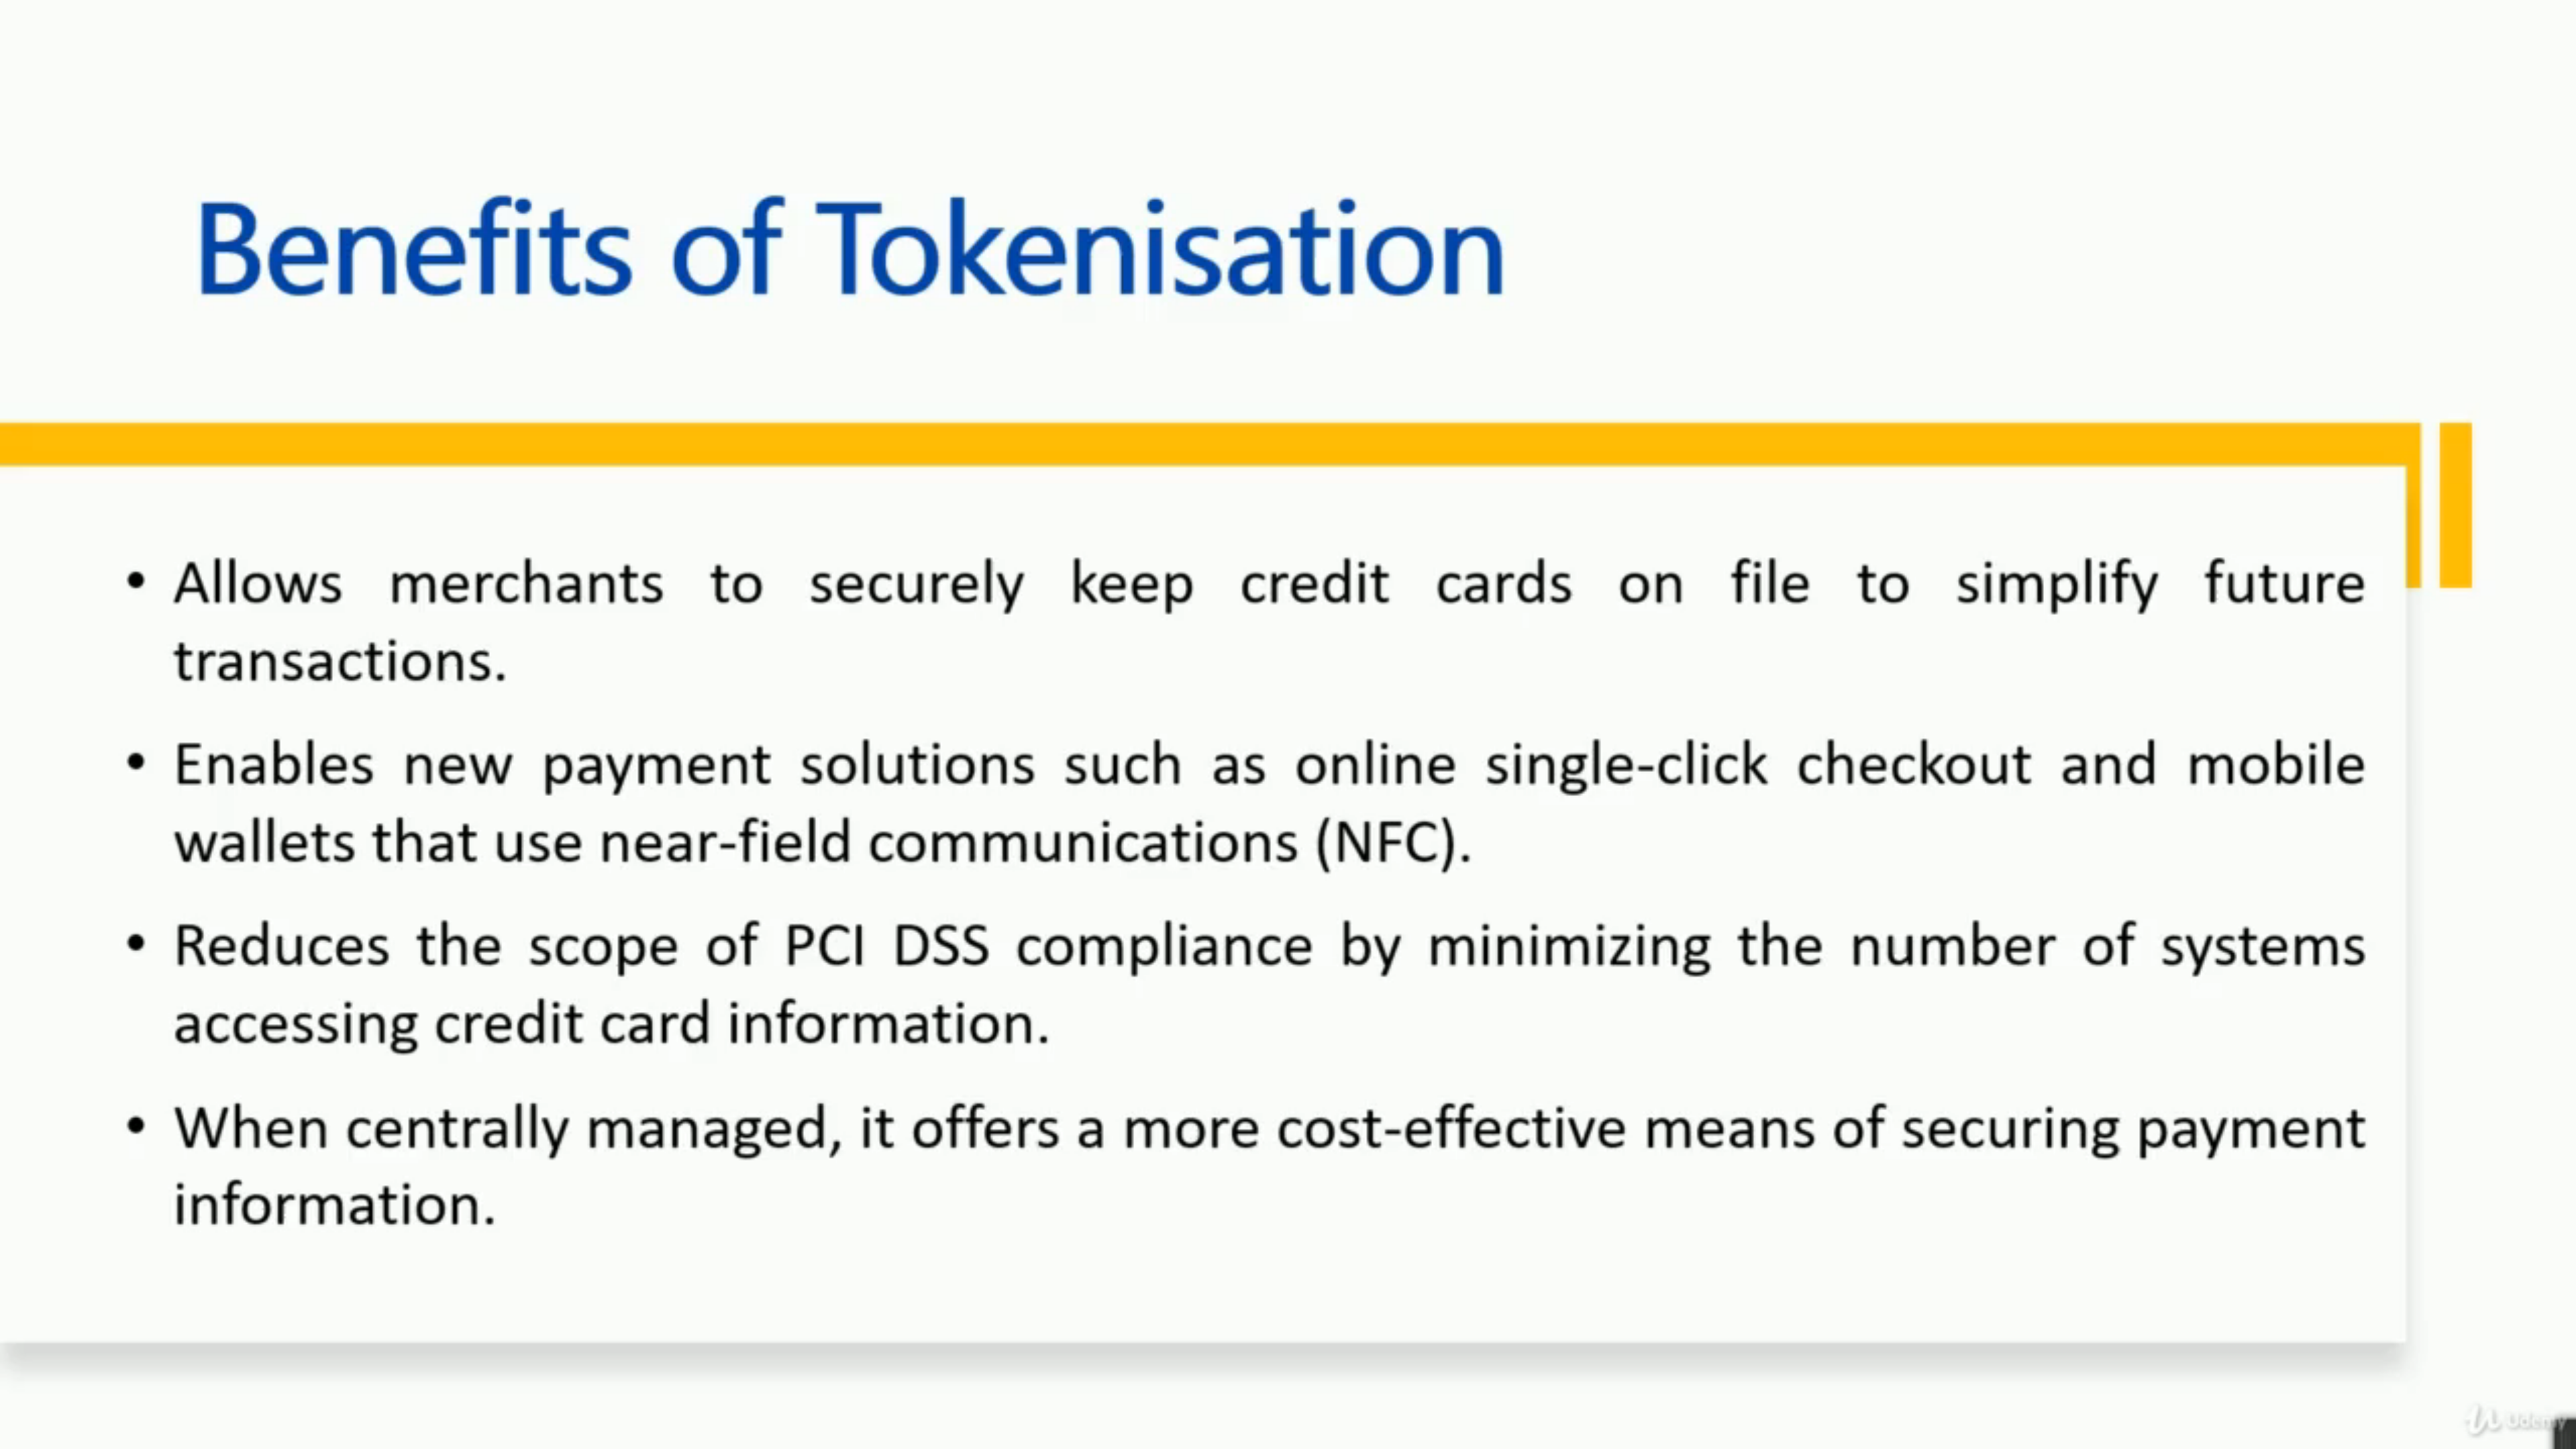 Benefits of Tokenisation
• Allows merchants to securely keep credit cards on file to simplify future
transactions.
• Enables new payment solutions such as online single-click checkout and mobile
wallets that use near-field communications (NFC).
• Reduces the scope of PCI DSS compliance by minimizing the number of systems
accessing credit card information.
• When centrally managed, it offers a more cost-effective means of securing payment
information.
Udemy